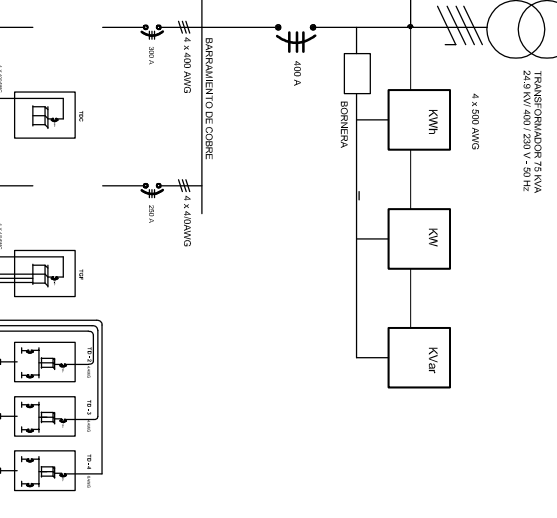 TRANSFORMADOR 75 KVA
24.9 KV/ 400 / 230 V - 50 Hz
4 x 500 AWG
KWh
KW
KVar
BORNERA
400 A
BARRAMIENTO DE COBRE
4 x 400 AWG
300 A
4 x 4/0AWG
250 A
TDC
TGF
TD-2
TD-3
TD-4